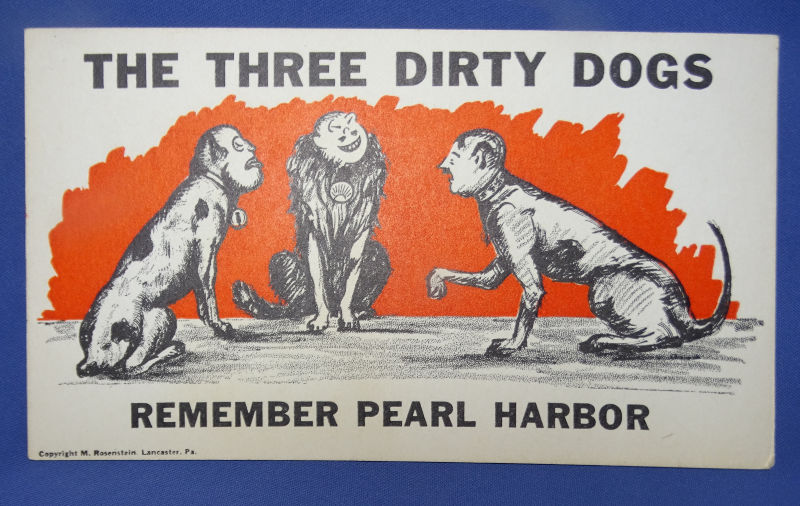 THE THREE DIRTY DOGS
REMEMBER PEARL HARBOR
Copyright M. Rosenstein, Lancaster, Pa.